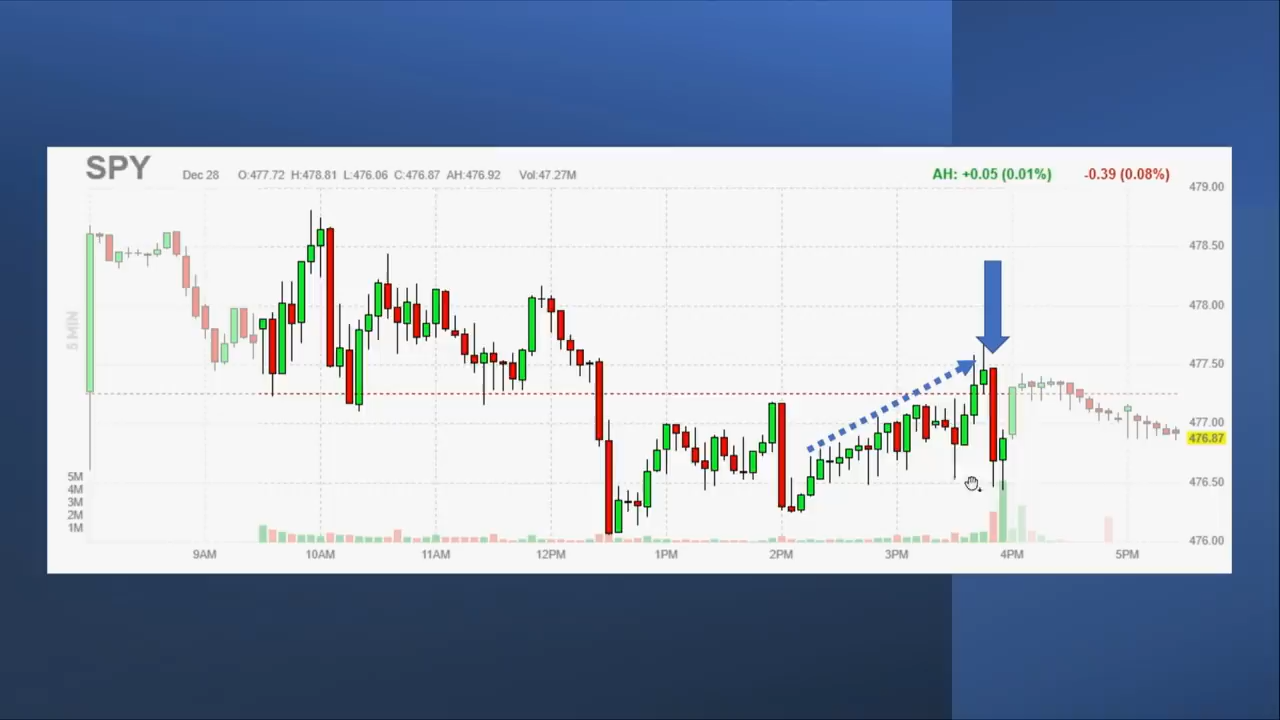 SPY
Dec 28 O:477.72 H:478.81 L:476.06 C:476.87 AH:476.92 Vol:47.27M
AH: +0.05 (0.01%) -0.39 (0.08%)
479.00
478.50
478.00
477.50
477.00
476.87
476.50
476.00
5 MIN
5M
4M
3M
2M
1M
9AM 10AM 11AM 12PM 1PM 2PM 3PM 4PM 5PM